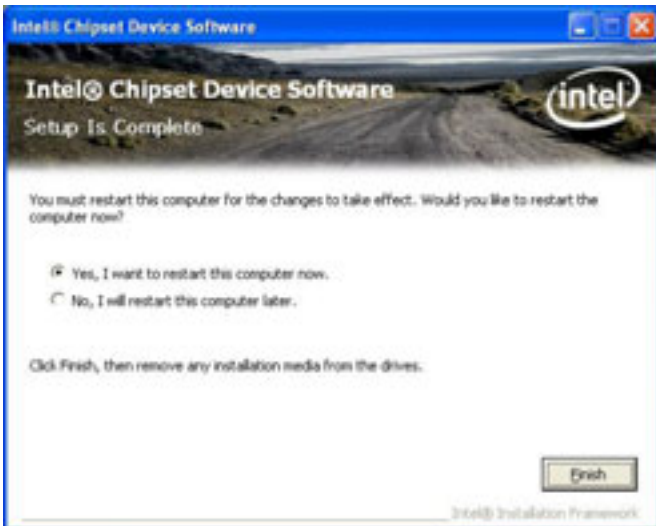 Intel® Chipset Device Software
Intel® Chipset Device Software
intel
Setup Is Complete
You must restart this computer for the changes to take effect. Would you like to restart the
computer now?
Yes, I want to restart this computer now.
No, I will restart this computer later.
Click Finish, then remove any installation media from the drives.
Finish
Intel® Installation Framework